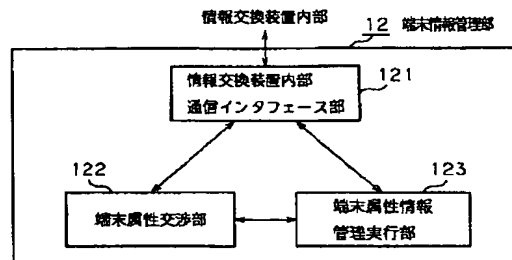 情報交換装置内部
12 端末情報管理部
情報交換装置内部
通信インタフェース部
121
122
端末属性交渉部
123
端末属性情報
管理実行部